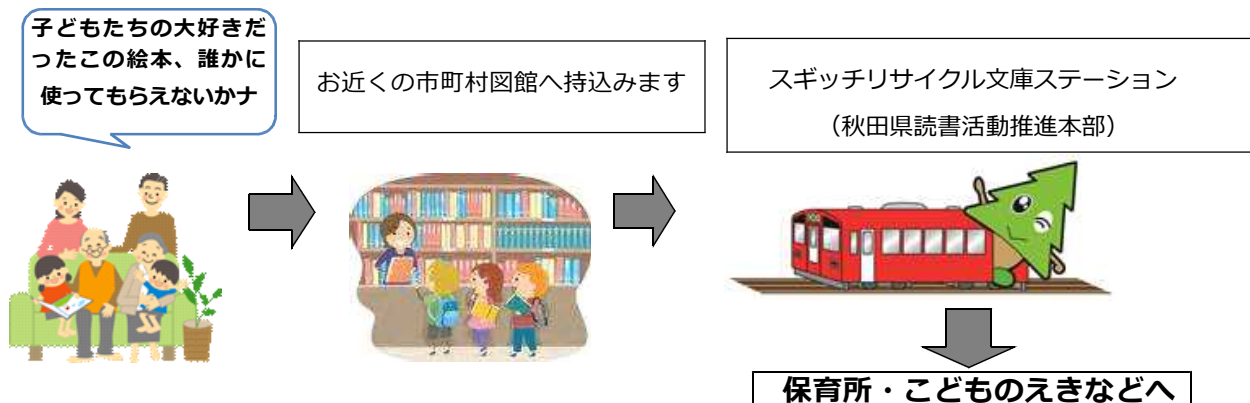 子どもたちの大好きだ
ったこの絵本、誰かに
使ってもらえないかナ
お近くの市町村図館へ持込みます
スギッチリサイクル文庫ステーション
（秋田県読書活動推進本部）
保育所・こどものえきなどへ